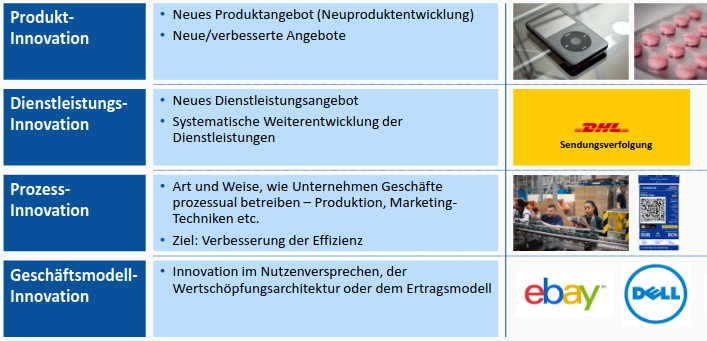 Produkt-
Innovation
• Neues Produktangebot (Neuproduktentwicklung)
• Neue/verbesserte Angebote
Dienstleistungs-
Innovation
• Neues Dienstleistungsangebot
• Systematische Weiterentwicklung der
Dienstleistungen
DHL
Sendungsverfolgung
Prozess-
Innovation
• Art und Weise, wie Unternehmen Geschäfte
prozessual betreiben – Produktion, Marketing-
Techniken etc.
• Ziel: Verbesserung der Effizienz
Geschäftsmodell-
Innovation
• Innovation im Nutzenversprechen, der
Wertschöpfungsarchitektur oder dem Ertragsmodell
ebay
DELL